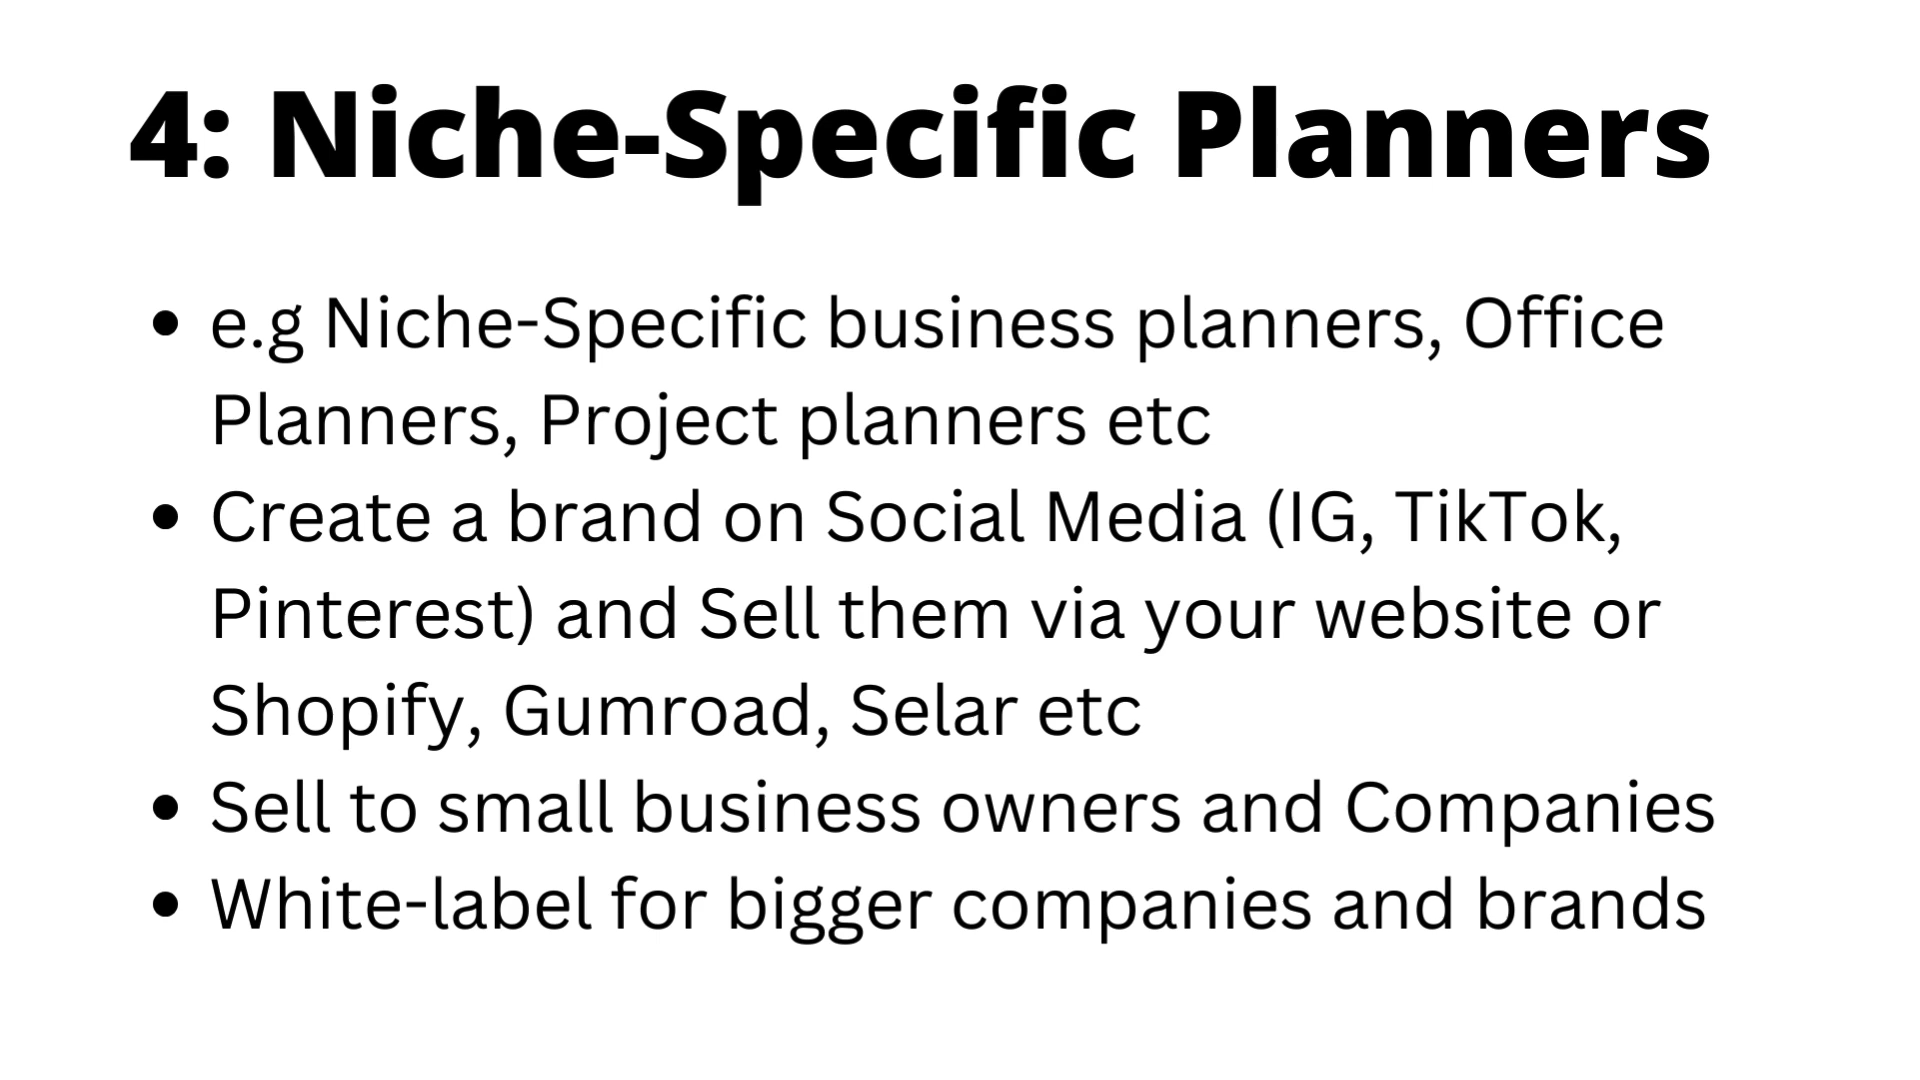 4: Niche-Specific Planners
• e.g Niche-Specific business planners, Office
Planners, Project planners etc
• Create a brand on Social Media (IG, TikTok,
Pinterest) and Sell them via your website or
Shopify, Gumroad, Selar etc
• Sell to small business owners and Companies
• White-label for bigger companies and brands